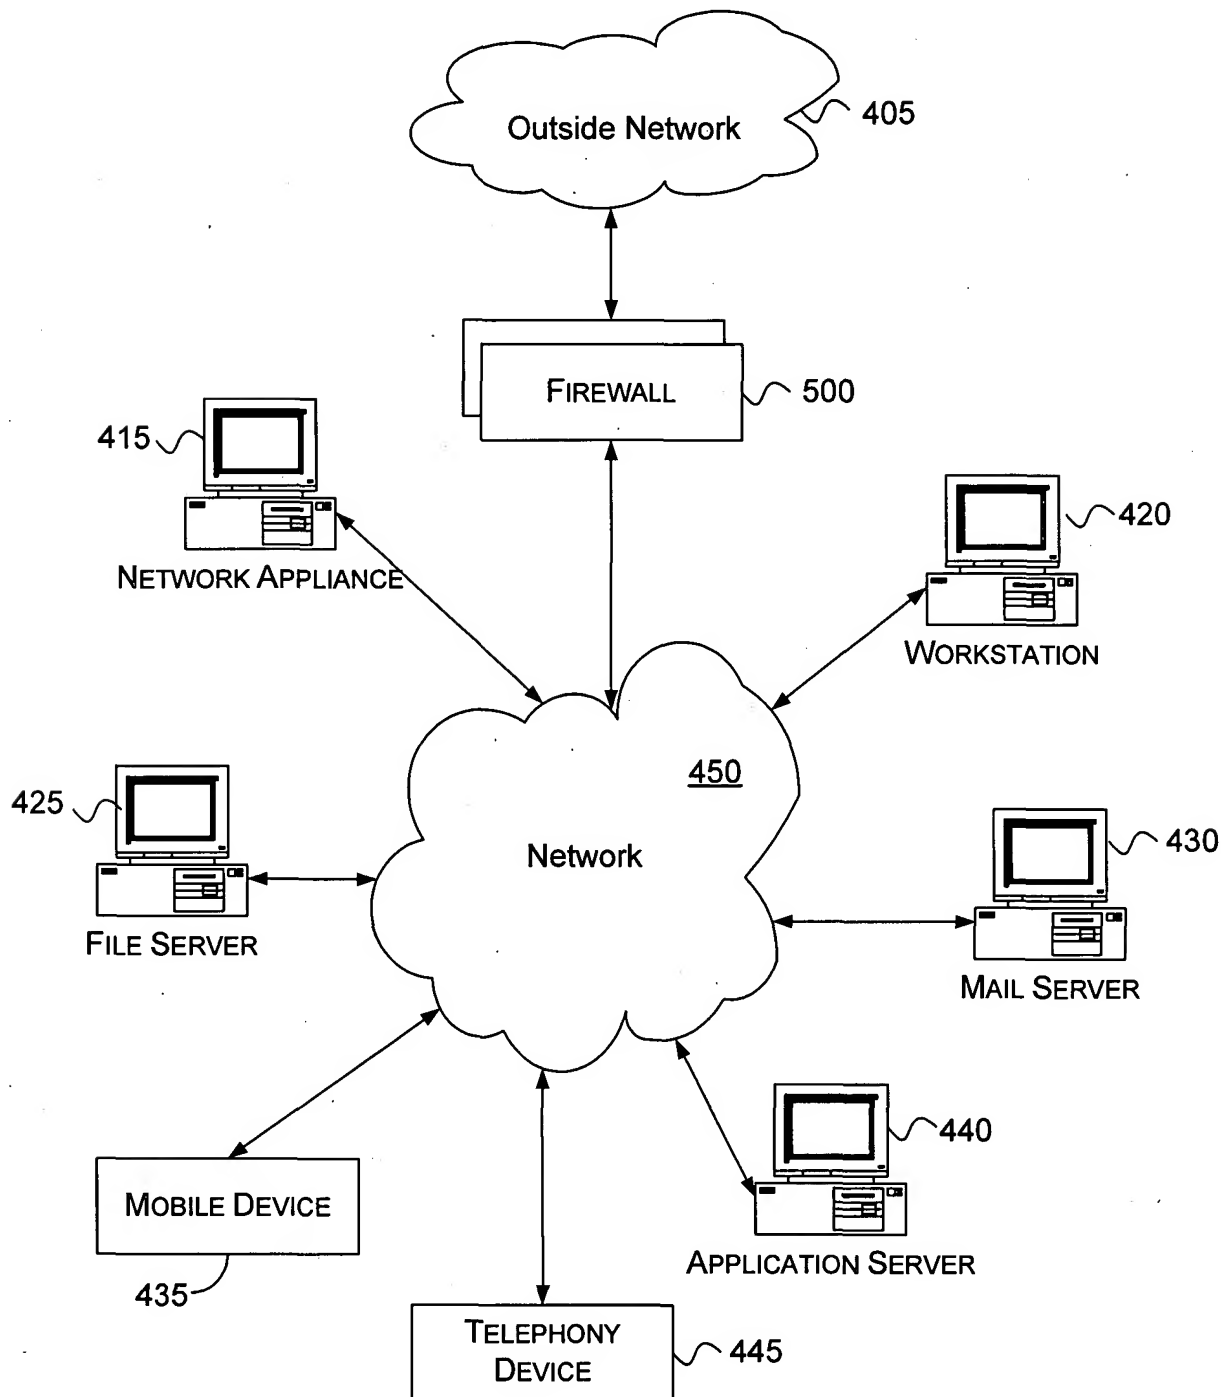 Outside Network
405
FIREWALL
500
415
NETWORK APPLIANCE
420
WORKSTATION
450
Network
425
FILE SERVER
430
MAIL SERVER
440
APPLICATION SERVER
MOBILE DEVICE
435
TELEPHONY
DEVICE
445